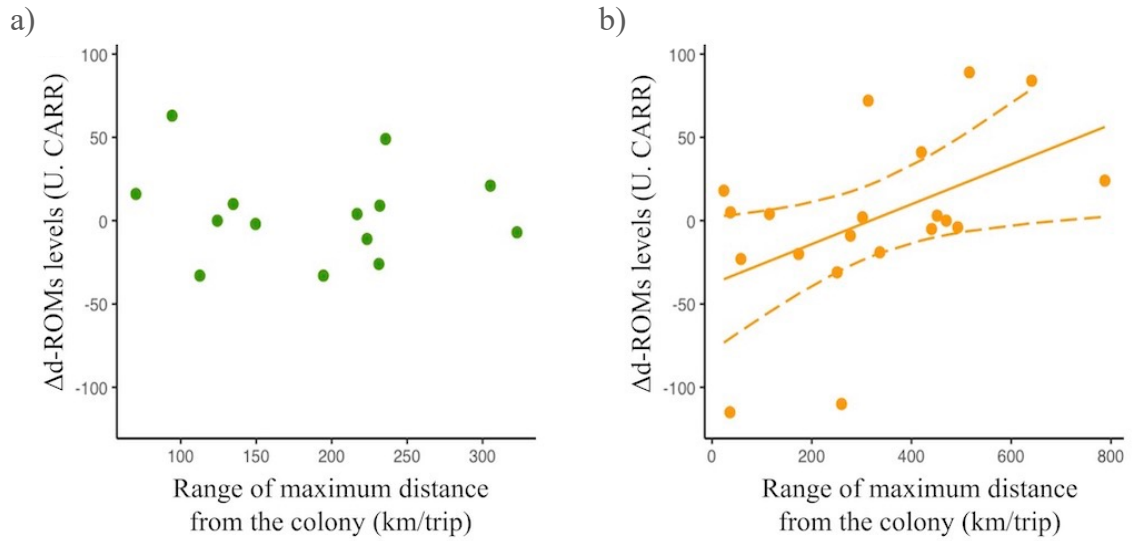 a)
Δd-ROMs levels (U. CARR)
100
50
0
-50
-100
100
150
200
250
300
Range of maximum distance
from the colony (km/trip)
b)
Δd-ROMs levels (U. CARR)
100
50
0
-50
-100
0
200
400
600
800
Range of maximum distance
from the colony (km/trip)